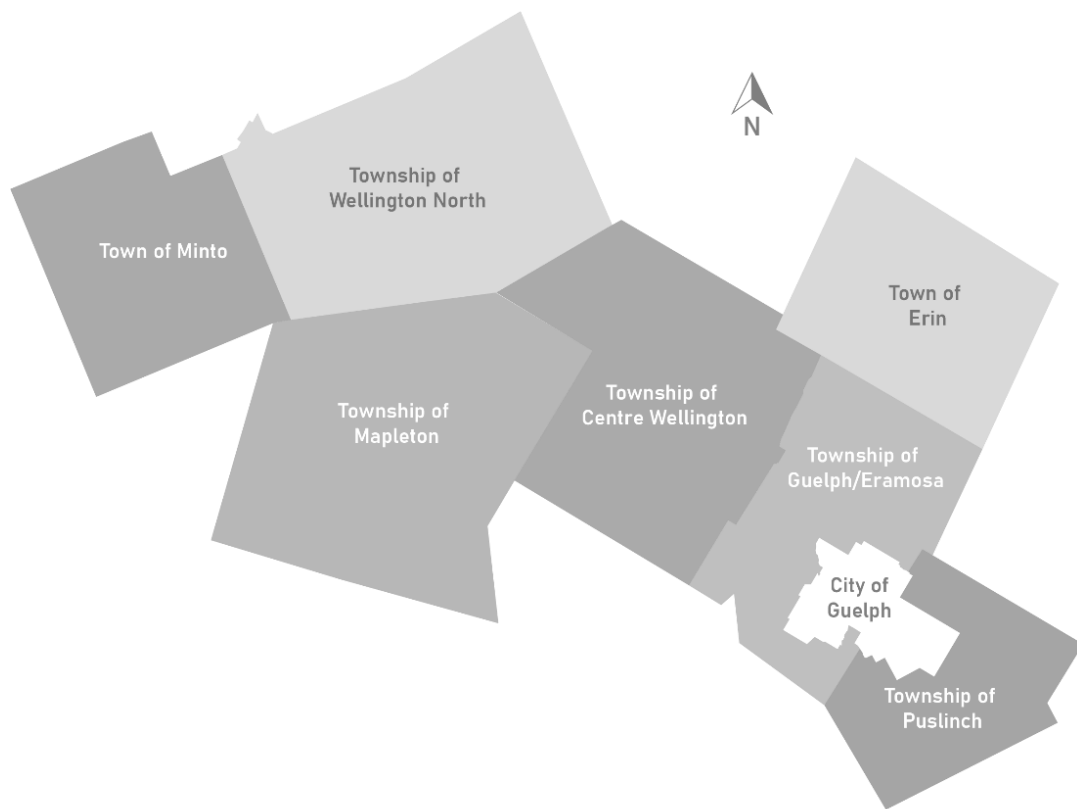 N
Township of
Wellington North
Town of Minto
Town of
Erin
Township of
Mapleton
Township of
Centre Wellington
Township of
Guelph/Eramosa
City of
Guelph
Township of
Puslinch